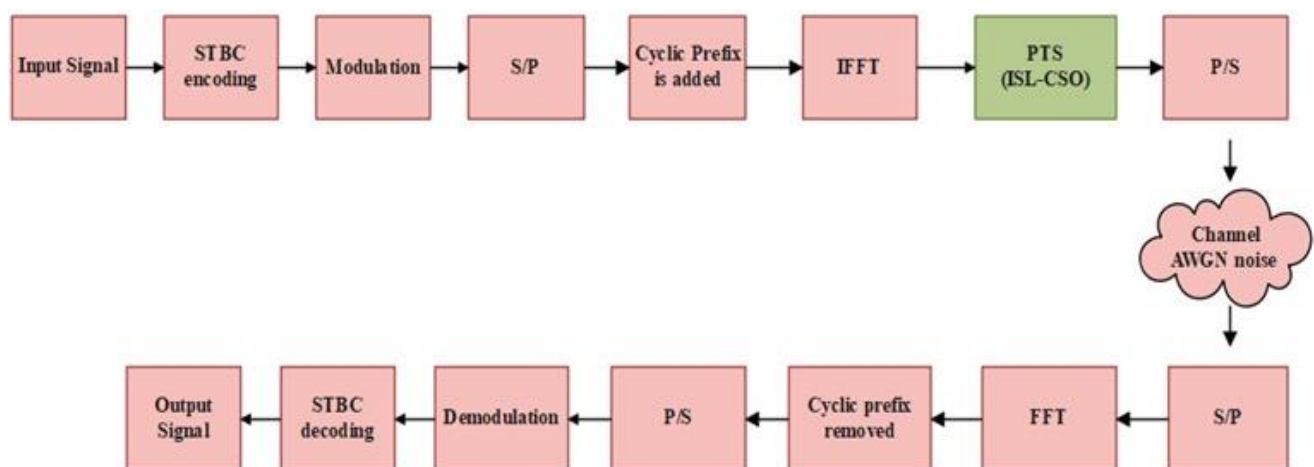 Input Signal
STBC
encoding
Modulation
S/P
Cyclic Prefix
is added
IFFT
PTS
(ISL-CSO)
P/S
Channel
AWGN noise
Output
Signal
STBC
decoding
Demodulation
P/S
Cyclic prefix
removed
FFT
S/P